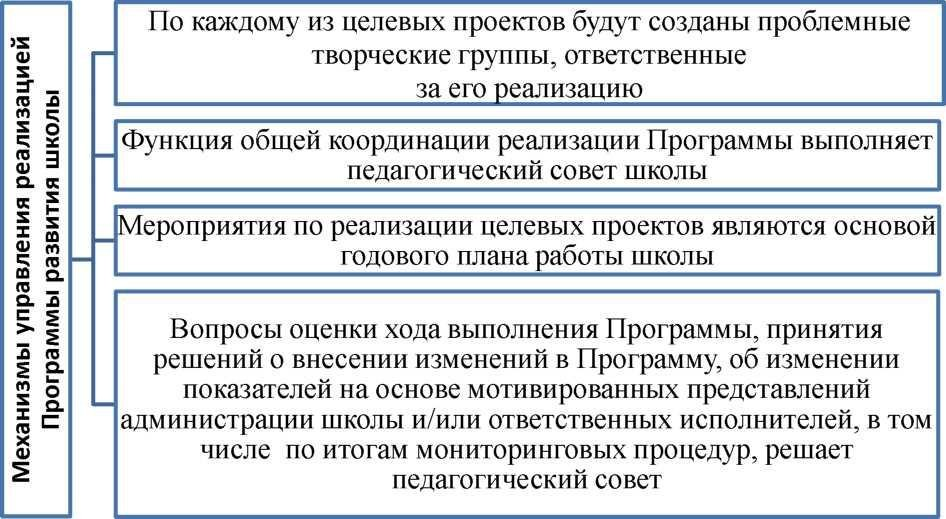 Механизмы управления реализацией
Программы развития школы
По каждому из целевых проектов будут созданы проблемные
творческие группы, ответственные
за его реализацию
Функция общей координации реализации Программы выполняет
педагогический совет школы
Мероприятия по реализации целевых проектов являются основой
годового плана работы школы
Вопросы оценки хода выполнения Программы, принятия
решений о внесении изменений в Программу, об изменении
показателей на основе мотивированных представлений
администрации школы и/или ответственных исполнителей, в том
числе по итогам мониторинговых процедур, решает
педагогический совет